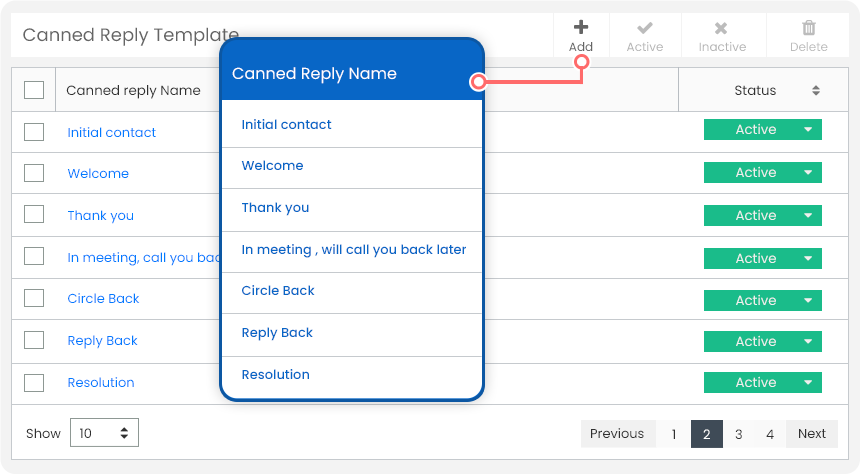 Canned Reply Template
Add
Active
Inactive
Delete
Canned reply Name
Status
Initial contact
Active
Welcome
Active
Thank you
Active
In meeting, call you bac
Active
Circle Back
Active
Reply Back
Active
Resolution
Active
Canned Reply Name
Initial contact
Welcome
Thank you
In meeting , will call you back later
Circle Back
Reply Back
Resolution
Show 10
Previous 1 2 3 4 Next